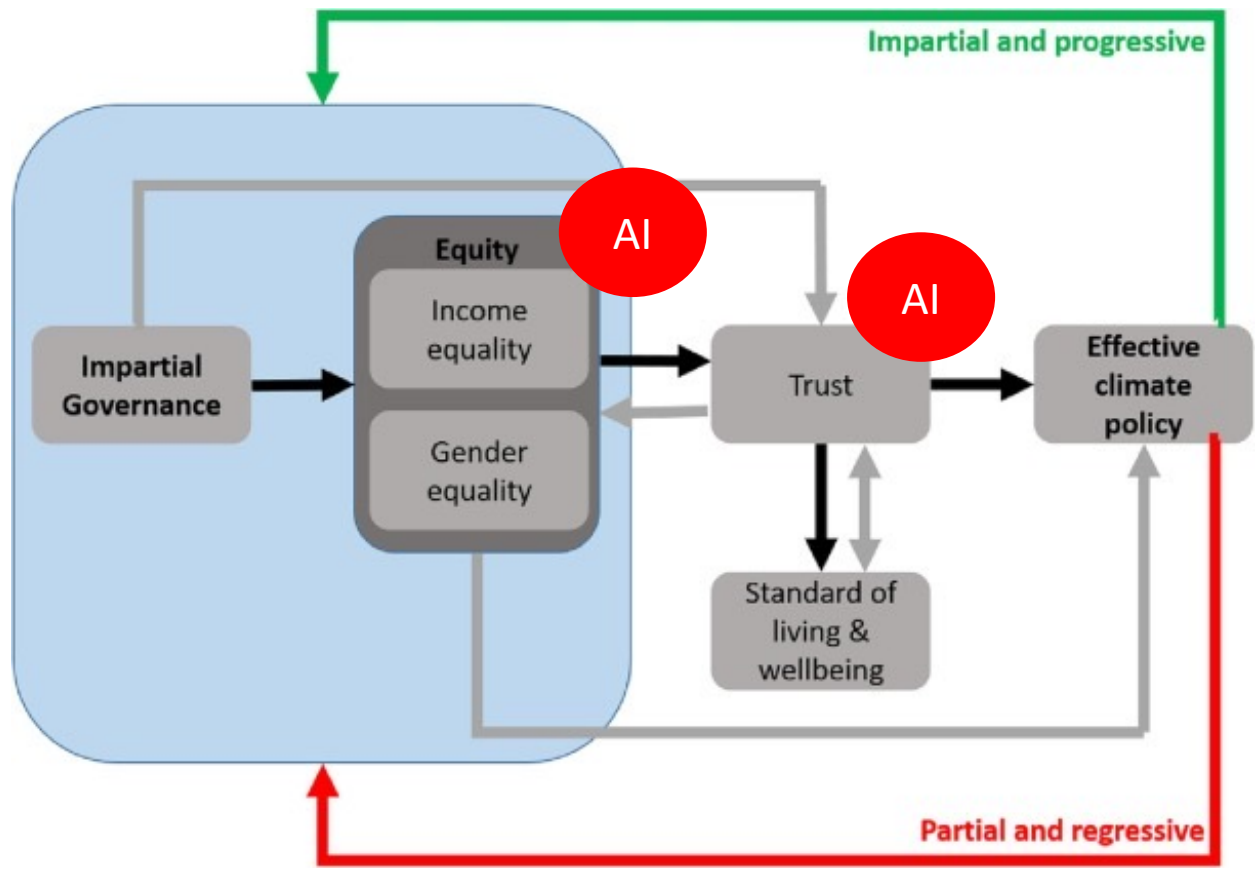 Impartial and progressive
AI
Equity
Income
equality
Gender
equality
Impartial
Governance
AI
Trust
Effective
climate
policy
Standard of
living &
wellbeing
Partial and regressive